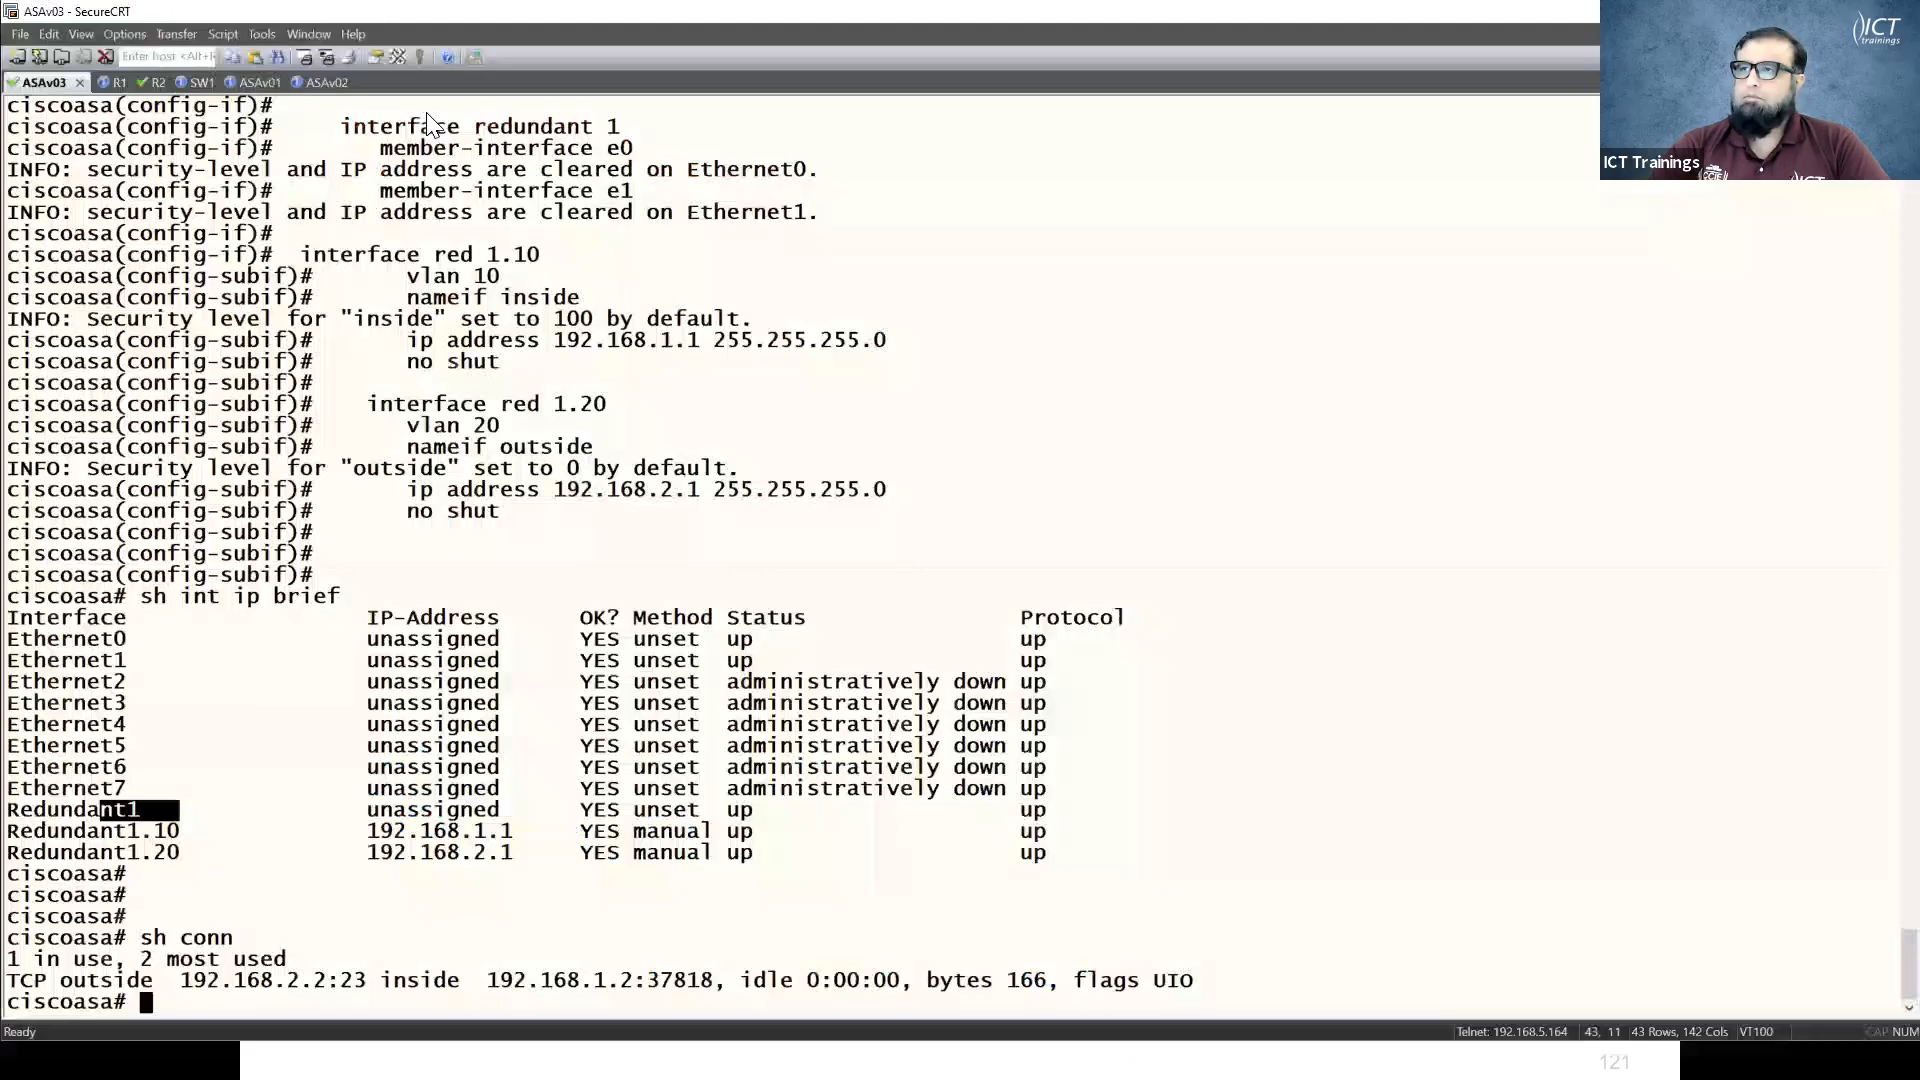 ASAv03 - SecureCRT
File Edit View Options Transfer Script Tools Window Help
Enter host <Alt+
ASAv03 R1 R2 SW1 ASAv01 ASAv02
ciscoasa(config-if)#
ciscoasa(config-if)# interface redundant 1
ciscoasa(config-if)# member-interface e0
INFO: security-level and IP address are cleared on Ethernet0.
ciscoasa(config-if)# member-interface e1
INFO: security-level and IP address are cleared on Ethernet1.
ciscoasa(config-if)#
ciscoasa(config-if)# interface red 1.10
ciscoasa(config-subif)# vlan 10
ciscoasa(config-subif)# nameif inside
INFO: Security level for "inside" set to 100 by default.
ciscoasa(config-subif)# ip address 192.168.1.1 255.255.255.0
ciscoasa(config-subif)# no shut
ciscoasa(config-subif)#
ciscoasa(config-subif)# interface red 1.20
ciscoasa(config-subif)# vlan 20
ciscoasa(config-subif)# nameif outside
INFO: Security level for "outside" set to 0 by default.
ciscoasa(config-subif)# ip address 192.168.2.1 255.255.255.0
ciscoasa(config-subif)# no shut
ciscoasa(config-subif)#
ciscoasa(config-subif)#
ciscoasa(config-subif)#
ciscoasa# sh int ip brief
Interface IP-Address OK? Method Status Protocol
Ethernet0 unassigned YES unset up up
Ethernet1 unassigned YES unset up up
Ethernet2 unassigned YES unset administratively down up
Ethernet3 unassigned YES unset administratively down up
Ethernet4 unassigned YES unset administratively down up
Ethernet5 unassigned YES unset administratively down up
Ethernet6 unassigned YES unset administratively down up
Ethernet7 unassigned YES unset administratively down up
Redundant1 unassigned YES unset up up
Redundant1.10 192.168.1.1 YES manual up up
Redundant1.20 192.168.2.1 YES manual up up
ciscoasa#
ciscoasa#
ciscoasa#
ciscoasa# sh conn
1 in use, 2 most used
TCP outside 192.168.2.2:23 inside 192.168.1.2:37818, idle 0:00:00, bytes 166, flags UIO
ciscoasa#
Ready Telnet: 192.168.5.164 43, 11 43 Rows, 142 Cols VT100 CAP NUM
121
ICT trainings
ICT Trainings